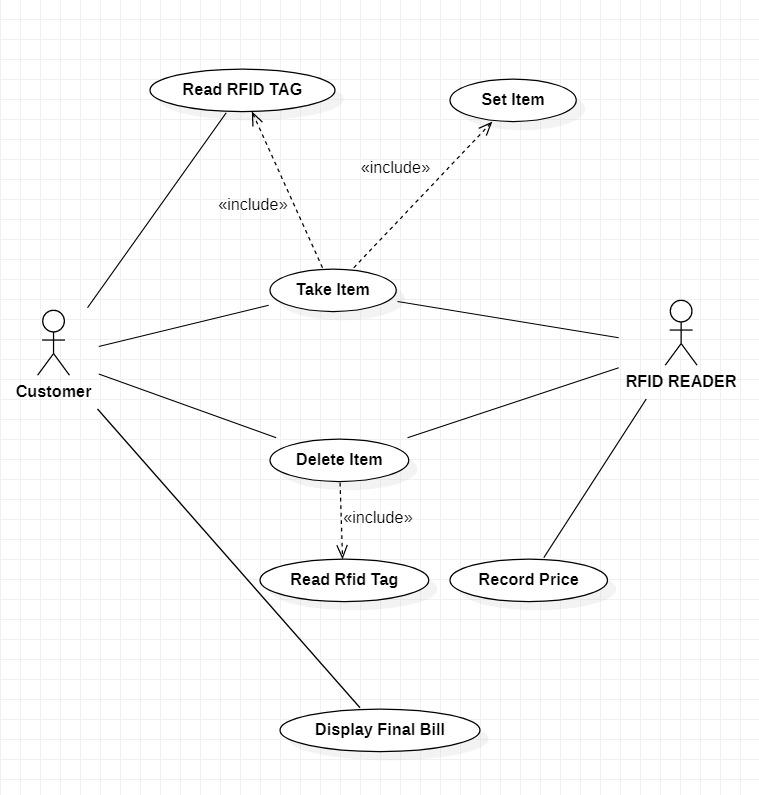 Read RFID TAG
Set Item
«include»
«include»
Take Item
Customer
RFID READER
Delete Item
«include»
Read Rfid Tag
Record Price
Display Final Bill